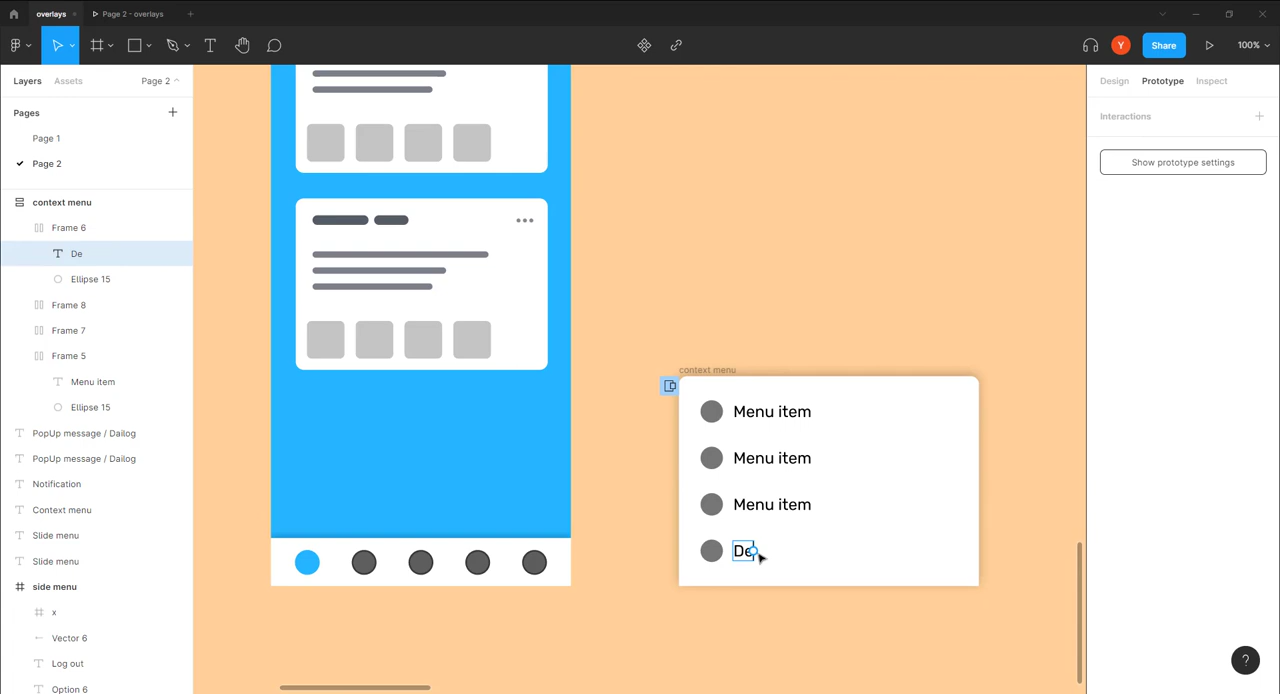 overlays
Page 2 - overlays
Share
Y
100%
Layers
Assets
Page 2
Design
Prototype
Inspect
Pages
Interactions
Page 1
Page 2
Show prototype settings
context menu
Frame 6
De
Ellipse 15
Frame 8
Frame 7
Frame 5
Menu item
Ellipse 15
PopUp message / Dailog
PopUp message / Dailog
Notification
Context menu
Slide menu
Slide menu
side menu
x
Vector 6
Log out
Option 6
context menu
Menu item
Menu item
Menu item
De
?